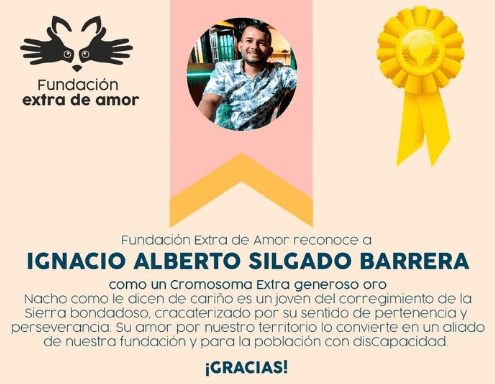 Fundación
extra de amor
Fundación Extra de Amor reconoce a
IGNACIO ALBERTO SILGADO BARRERA
como un Cromosoma Extra generoso oro
Nacho como le dicen de cariño es un joven del corregimiento de la
Sierra bondadoso, cracaterizado por su sentido de pertenencia y
perseverancia. Su amor por nuestro territorio lo convierte en un aliado
de nuestra fundación y para la población con disCapacidad.
¡GRACIAS!